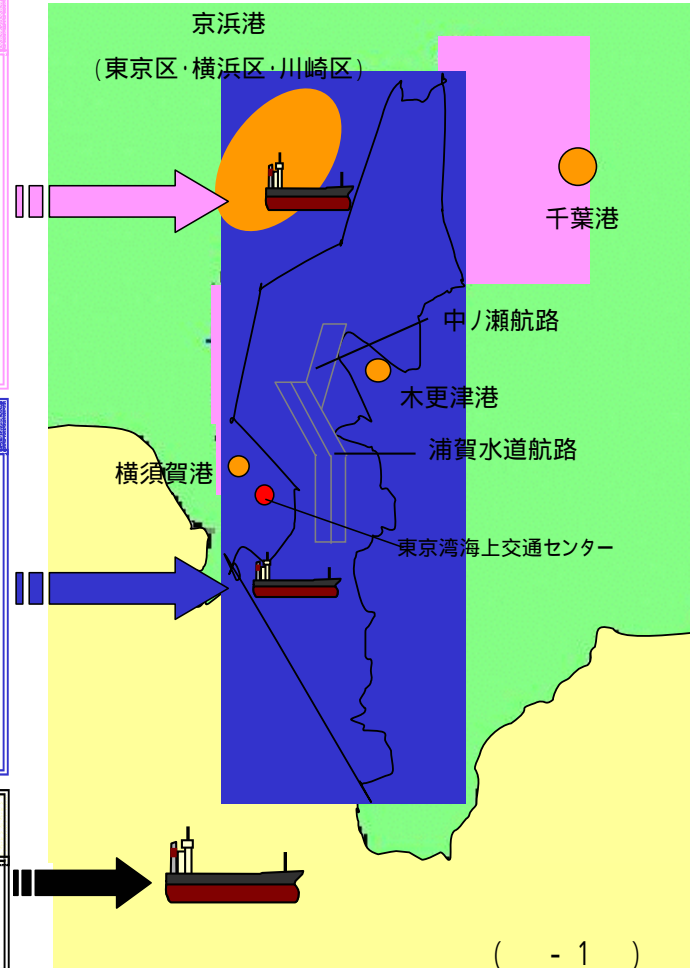 京浜港
(東京区·横浜区·川崎区)
千葉港
中ノ瀬航路
木更津港
浦賀水道航路
横須賀港
東京湾海上交通センター
( - 1 )